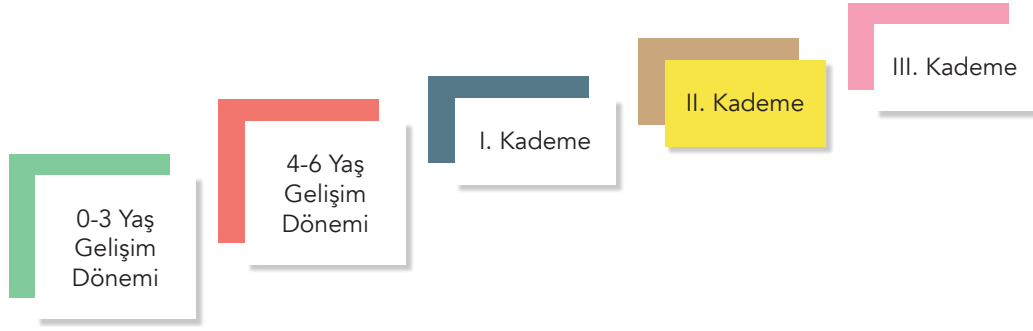 0-3 Yaş
Gelişim
Dönemi
4-6 Yaş
Gelişim
Dönemi
I. Kademe
II. Kademe
III. Kademe